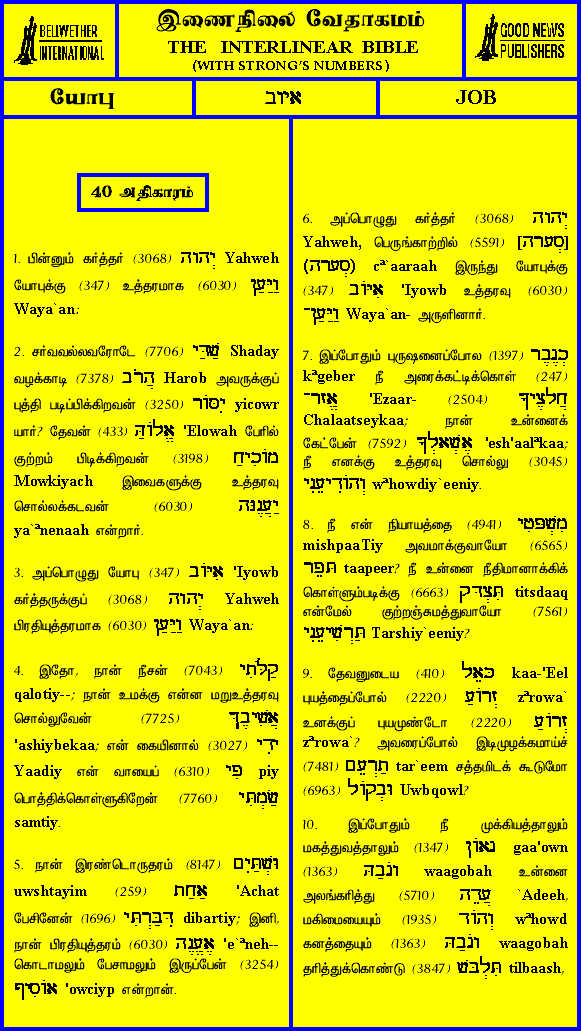 BELLWETHER
INTERNATIONAL
இணைநிலை வேதாகமம்
THE INTERLINEAR BIBLE
(WITH STRONG'S NUMBERS)
GOOD NEWS
PUBLISHERS
யோபு
איוב
JOB
40 அதிகாரம்
1. பின்னும் கர்த்தர் (3068) יְהוָה Yahweh
யோபுக்கு (347) உத்தரமாக (6030) וַיַּעַן
Waya`an:
2. சர்வவல்லவரோடே (7706) שַׁדַּי Shaday
வழக்காடி (7378) הֲרֹב Harob அவருக்குப்
புத்தி படிப்பிக்கிறவன் (3250) יִסּוֹר yicowr
யார்? தேவன் (433) אֱלוֹהַּ 'Elowah பேரில்
குற்றம் பிடிக்கிறவன் (3198) מוֹכִיחַ
Mowkiyach இவைகளுக்கு உத்தரவு
சொல்லக்கடவன் (6030) יַעֲנֶנָּה
ya`ªnenaah என்றார்.
3. அப்பொழுது யோபு (347) אִיּוֹב 'Iyowb
கர்த்தருக்குப் (3068) יְהוָה Yahweh
பிரதியுத்தரமாக (6030) וַיַּעַן Waya`an:
4. இதோ, நான் நீசன் (7043) קַלֹּתִי
qalotiy--; நான் உமக்கு என்ன மறுஉத்தரவு
சொல்லுவேன் (7725) אֲשִׁיבֶךָּ
'ashiybekaa; என் கையினால் (3027) יָדִי
Yaadiy என் வாயைப் (6310) פִי piy
பொத்திக்கொள்ளுகிறேன் (7760) שַׂמְתִּי
samtiy.
5. நான் இரண்டொருதரம் (8147) וּשְׁתַּיִם
uwshtayim (259) אַחַת 'Achat
பேசினேன் (1696) דִּבַּרְתִּי dibartiy; இனி,
நான் பிரதியுத்தரம் (6030) אֶעֱנֶה 'e`ªneh--
கொடாமலும் பேசாமலும் இருப்பேன் (3254)
אוֹסִיף 'owciyp என்றான்.
6. அப்பொழுது கர்த்தர் (3068) יְהוָה
Yahweh, பெருங்காற்றில் (5591) [סְעָרָה]
(סְעָרָה) cª`aaraah இருந்து யோபுக்கு
(347) אִיּוֹב 'Iyowb உத்தரவு (6030)
וַיַּעַן־ Waya`an- அருளினார்.
7. இப்போதும் புருஷனைப்போல (1397) כְגֶבֶר
kªgeber நீ அரைக்கட்டிக்கொள் (247)
אֱזָר־ 'Ezaar- (2504) חֲלָצֶיךָ
Chalaatseykaa; நான் உன்னைக்
கேட்பேன் (7592) אֶשְׁאָלְךָ 'esh'aalªkaa;
நீ எனக்கு உத்தரவு சொல்லு (3045)
וְהוֹדִיעֵנִי wªhowdiy`eeniy.
8. நீ என் நியாயத்தை (4941) מִשְׁפָּטִי
mishpaaTiy அவமாக்குவாயோ (6565)
תָּפֵר taapeer? நீ உன்னை நீதிமானாக்கிக்
கொள்ளும்படிக்கு (6663) תִּצְדָּק titsdaaq
என்மேல் குற்றஞ்சுமத்துவாயோ (7561)
תַּרְשִׁיעֵנִי Tarshiy`eeniy?
9. தேவனுடைய (410) כָּאֵל kaa-'Eel
புயத்தைப்போல் (2220) זְרוֹעַ zªrowa`
உனக்குப் புயமுண்டோ (2220) זְרוֹעַ
zªrowa`? அவரைப்போல் இடிமுழக்கமாய்ச்
(7481) תַרְעֵם tar`eem சத்தமிடக் கூடுமோ
(6963) וּבְקוֹל Uwbqowl?
10. இப்போதும் நீ முக்கியத்தாலும்
மகத்துவத்தாலும் (1347) גָאוֹן gaa'own
(1363) וָגֹבַהּ waagobah உன்னை
அலங்கரித்து (5710) עֲדֵה `Adeeh,
மகிமையையும் (1935) וְהוֹד wªhowd
கனத்தையும் (1363) וָגֹבַהּ waagobah
தரித்துக்கொண்டு (3847) תִּלְבָּשׁ tilbaash,